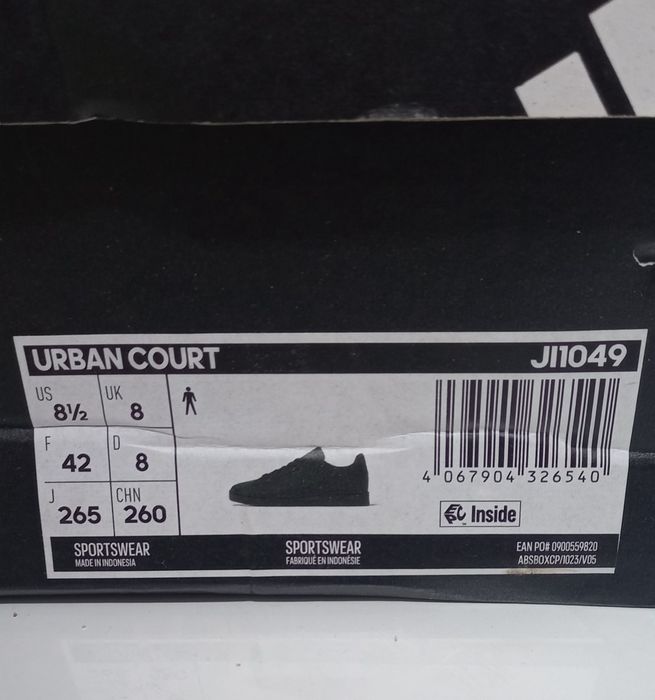 URBAN COURT JI1049
US 8½ UK 8
F 42 D 8
J 265 CHN 260
4 067904 326540
Inside
SPORTSWEAR
MADE IN INDONESIA
SPORTSWEAR
FABRIQUÉ EN INDONÉSIE
EAN PO# 0900559820
ABSBOXCP/1023/V05